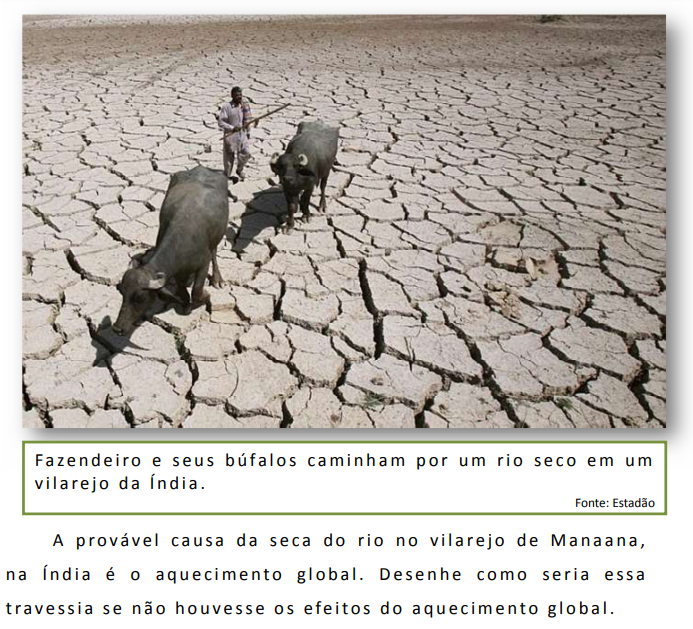 Fazendeiro e seus búfalos caminham por um rio seco em um
vilarejo da Índia.
Fonte: Estadão
A provável causa da seca do rio no vilarejo de Manaana,
na Índia é o aquecimento global. Desenhe como seria essa
travessia se não houvesse os efeitos do aquecimento global.